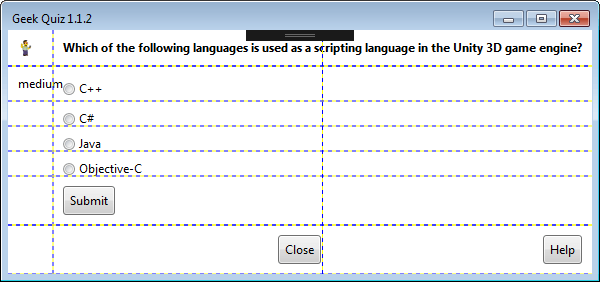 Geek Quiz 1.1.2
Which of the following languages is used as a scripting language in the Unity 3D game engine?
medium
C++
C#
Java
Objective-C
Submit
Close
Help